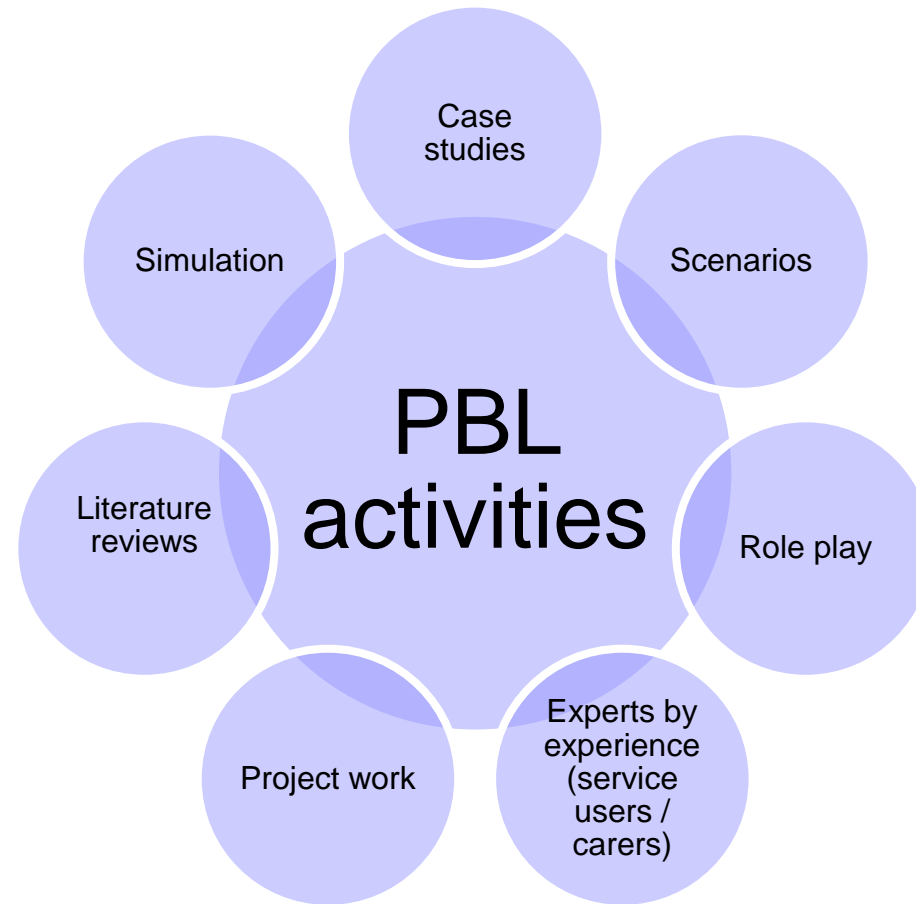 Case
studies
Simulation
Scenarios
PBL
activities
Literature
reviews
Role play
Project work
Experts by
experience
(service
users /
carers)